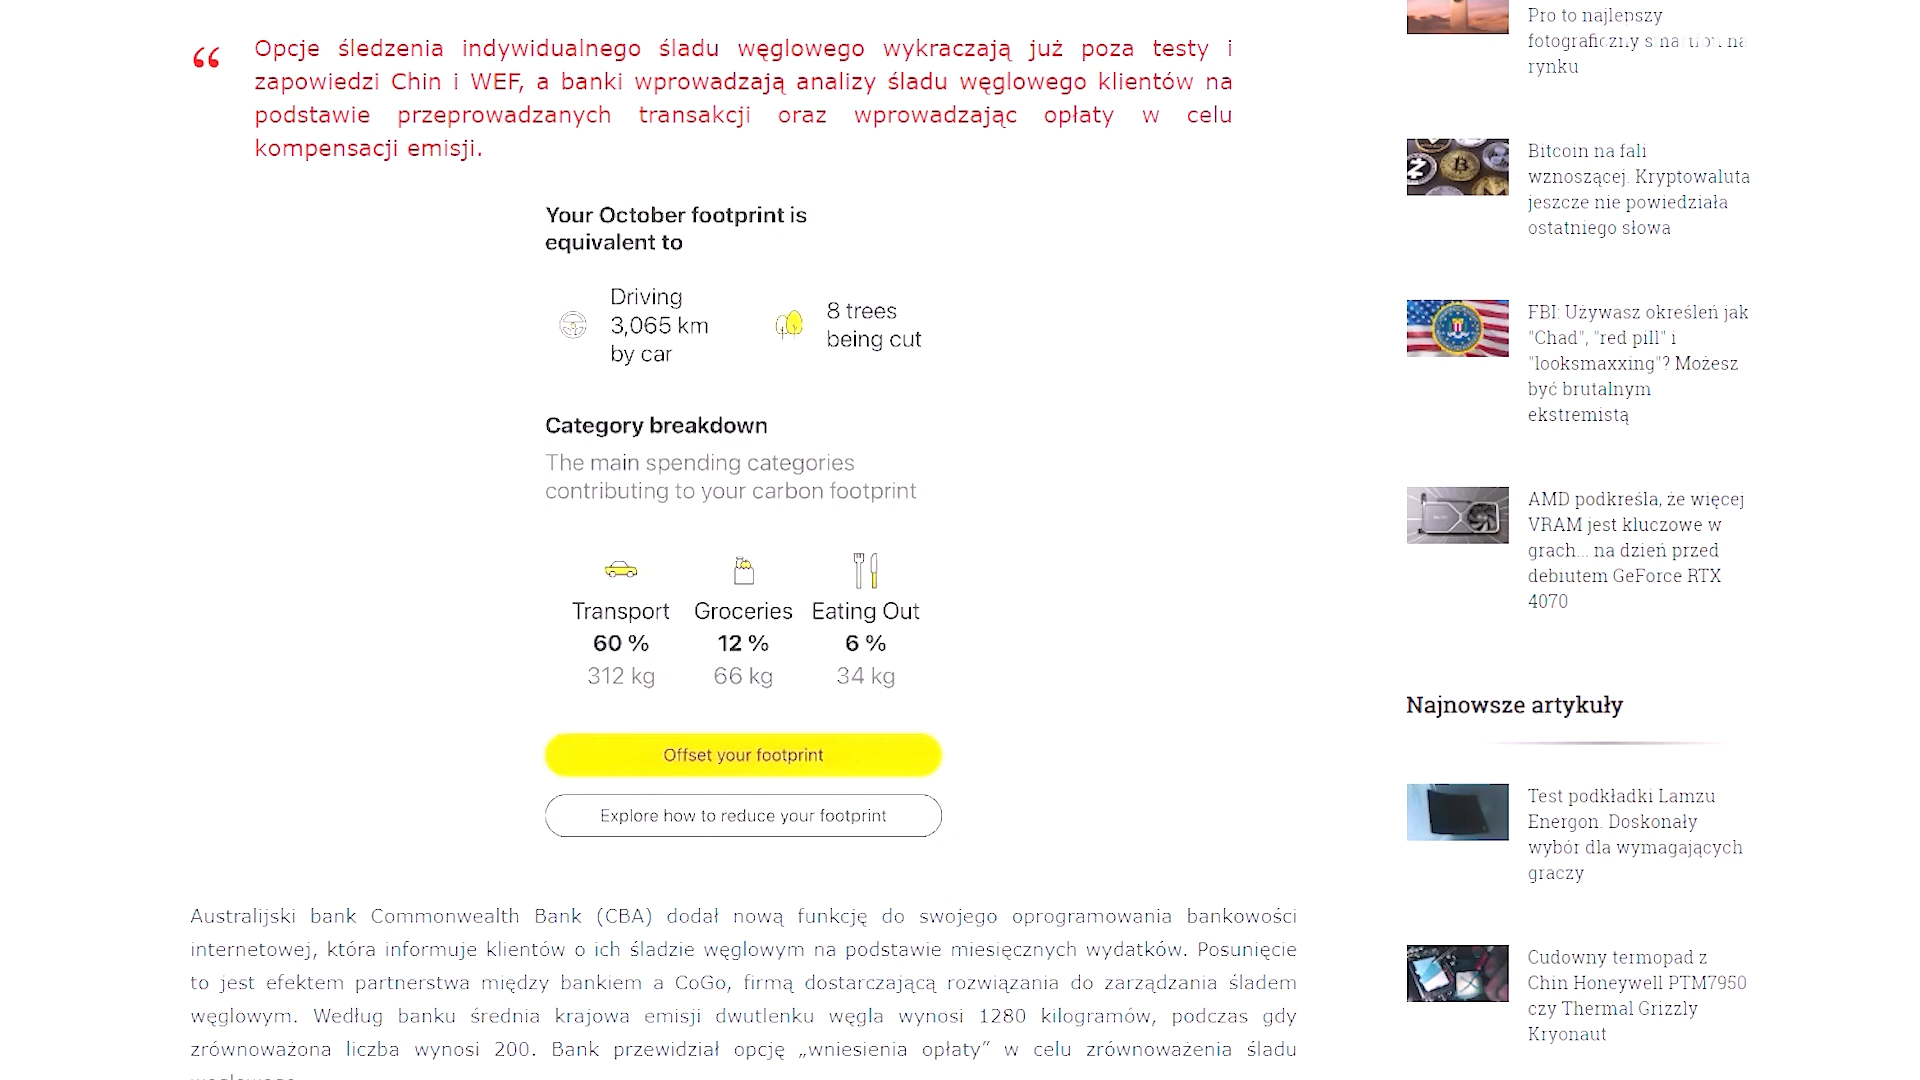 “
Opcje śledzenia indywidualnego śladu węglowego wykraczają już poza testy i
zapowiedzi Chin i WEF, a banki wprowadzają analizy śladu węglowego klientów na
podstawie przeprowadzanych transakcji oraz wprowadzając opłaty w celu
kompensacji emisji.
Your October footprint is
equivalent to
Driving
3,065 km
by car
8 trees
being cut
Category breakdown
The main spending categories
contributing to your carbon footprint
Transport Groceries Eating Out
60 % 12 % 6 %
312 kg 66 kg 34 kg
Offset your footprint
Explore how to reduce your footprint
Australijski bank Commonwealth Bank (CBA) dodał nową funkcję do swojego oprogramowania bankowości
internetowej, która informuje klientów o ich śladzie węglowym na podstawie miesięcznych wydatków. Posunięcie
to jest efektem partnerstwa między bankiem a CoGo, firmą dostarczającą rozwiązania do zarządzania śladem
węglowym. Według banku średnia krajowa emisji dwutlenku węgla wynosi 1280 kilogramów, podczas gdy
zrównoważona liczba wynosi 200. Bank przewidział opcję „wniesienia opłaty” w celu zrównoważenia śladu
Pro to najlepszy
fotograficzny na
rynku
Bitcoin na fali
wznoszącej. Kryptowaluta
jeszcze nie powiedziała
ostatniego słowa
FBI: Używasz określeń jak
"Chad", "red pill" i
"looksmaxxing"? Możesz
być brutalnym
ekstremistą
AMD podkreśla, że więcej
VRAM jest kluczowe w
grach... na dzień przed
debiutem GeForce RTX
4070
Najnowsze artykuły
Test podkładki Lamzu
Energon. Doskonały
wybór dla wymagających
graczy
Cudowny termopad z
Chin Honeywell PTM7950
czy Thermal Grizzly
Kryonaut